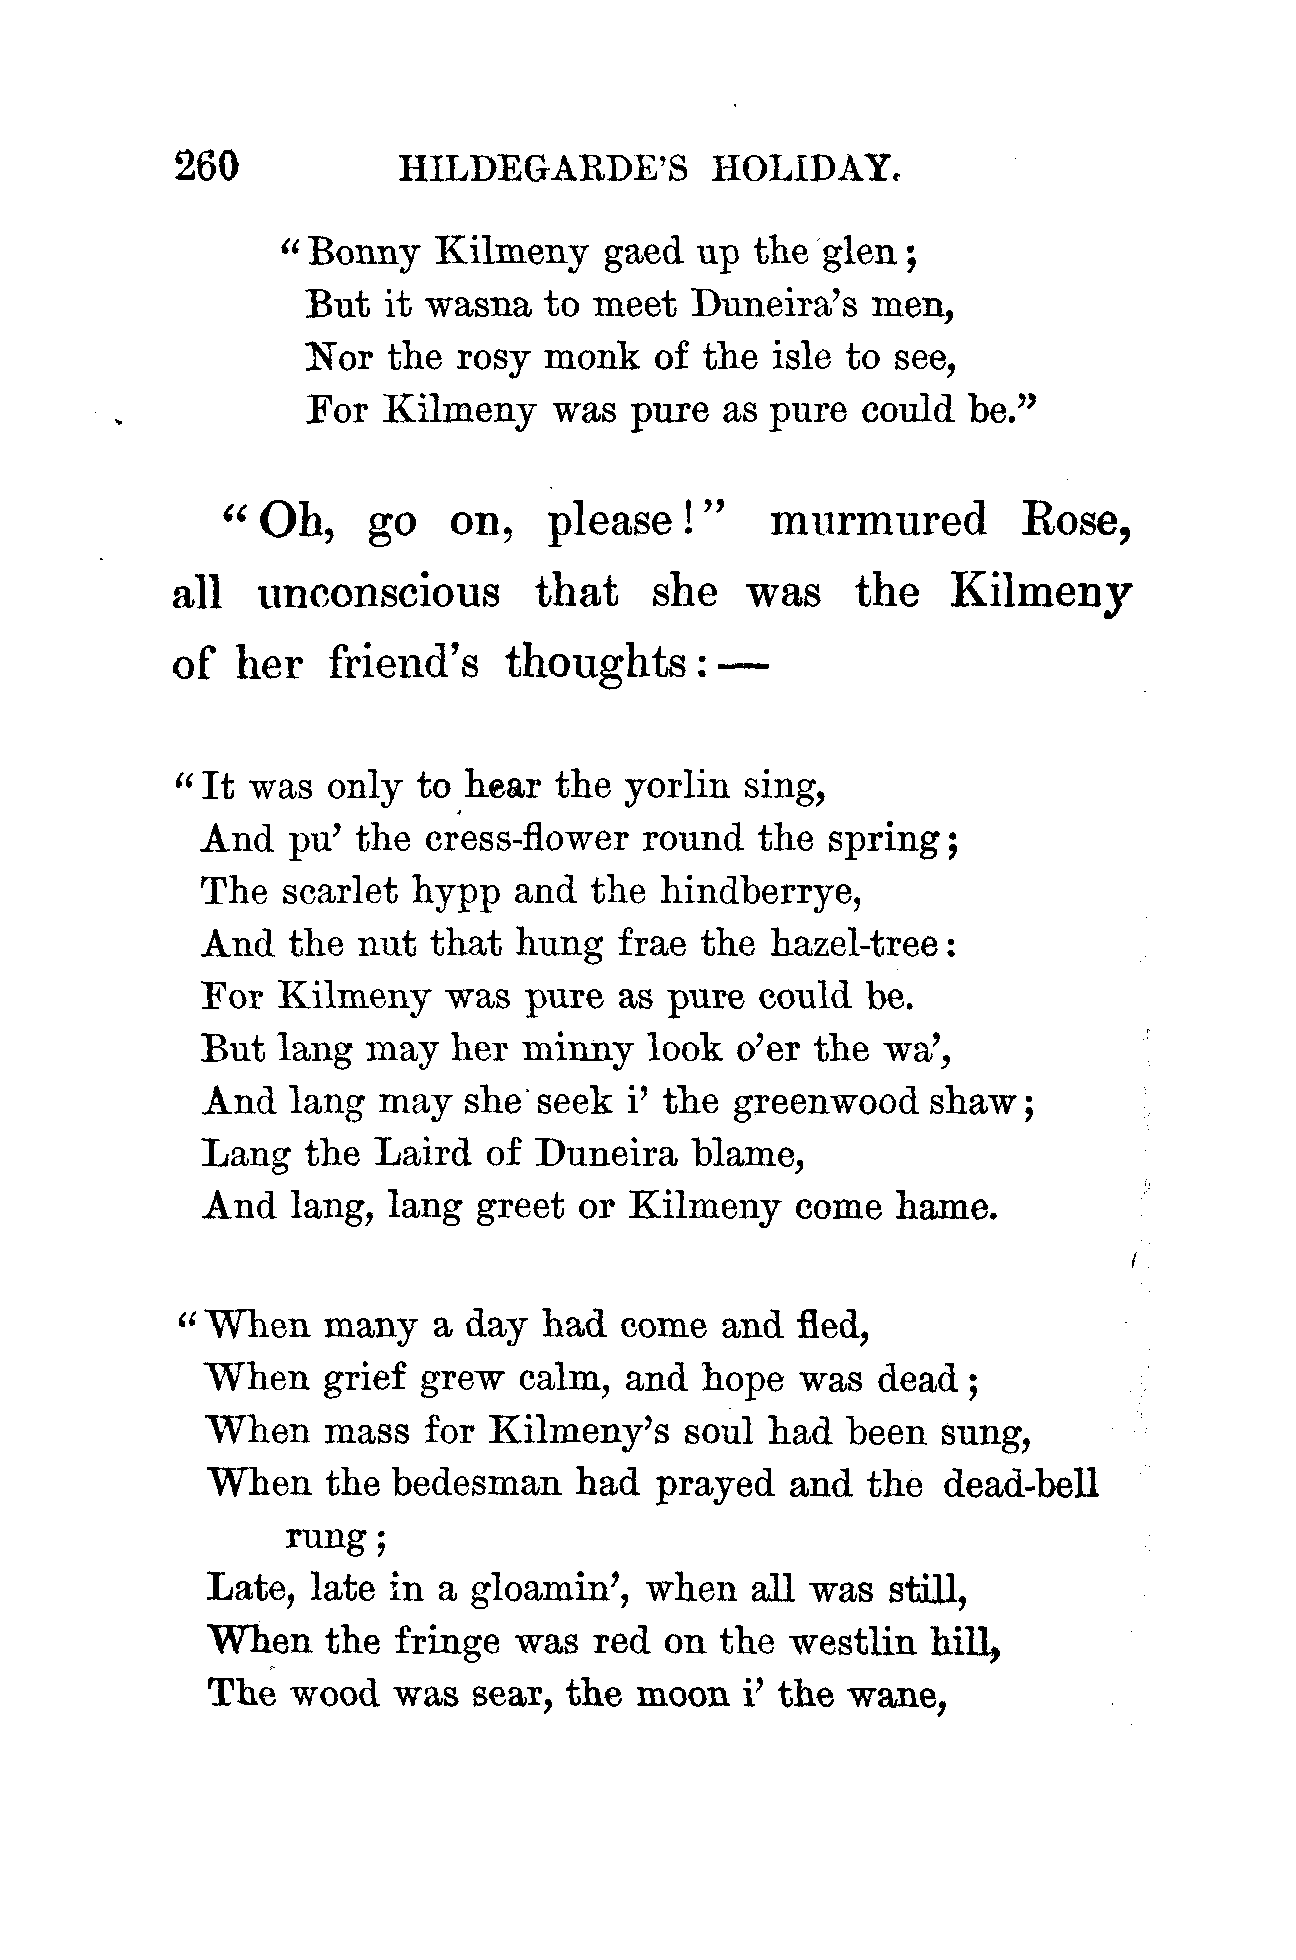 260 HILDEGARDE'S HOLIDAY.
“Bonny Kilmeny gaed up the glen;
But it wasna to meet Duneira's men,
Nor the rosy monk of the isle to see,
For Kilmeny was pure as pure could be.”
“Oh, go on, please!” murmured Rose,
all unconscious that she was the Kilmeny
of her friend's thoughts:—
“It was only to hear the yorlin sing,
And pu' the cress-flower round the spring;
The scarlet hypp and the hindberrye,
And the nut that hung frae the hazel-tree:
For Kilmeny was pure as pure could be.
But lang may her minny look o'er the wa',
And lang may she seek i' the greenwood shaw;
Lang the Laird of Duneira blame,
And lang, lang greet or Kilmeny come hame.
“When many a day had come and fled,
When grief grew calm, and hope was dead;
When mass for Kilmeny's soul had been sung,
When the bedesman had prayed and the dead-bell
rung;
Late, late in a gloamin', when all was still,
When the fringe was red on the westlin hill,
The wood was sear, the moon i' the wane,